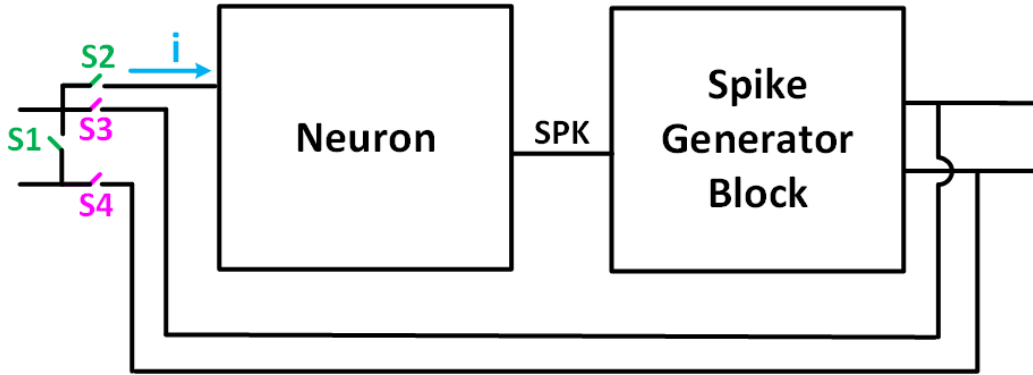 S2
i
S3
S1
S4
Neuron
SPK
Spike
Generator
Block